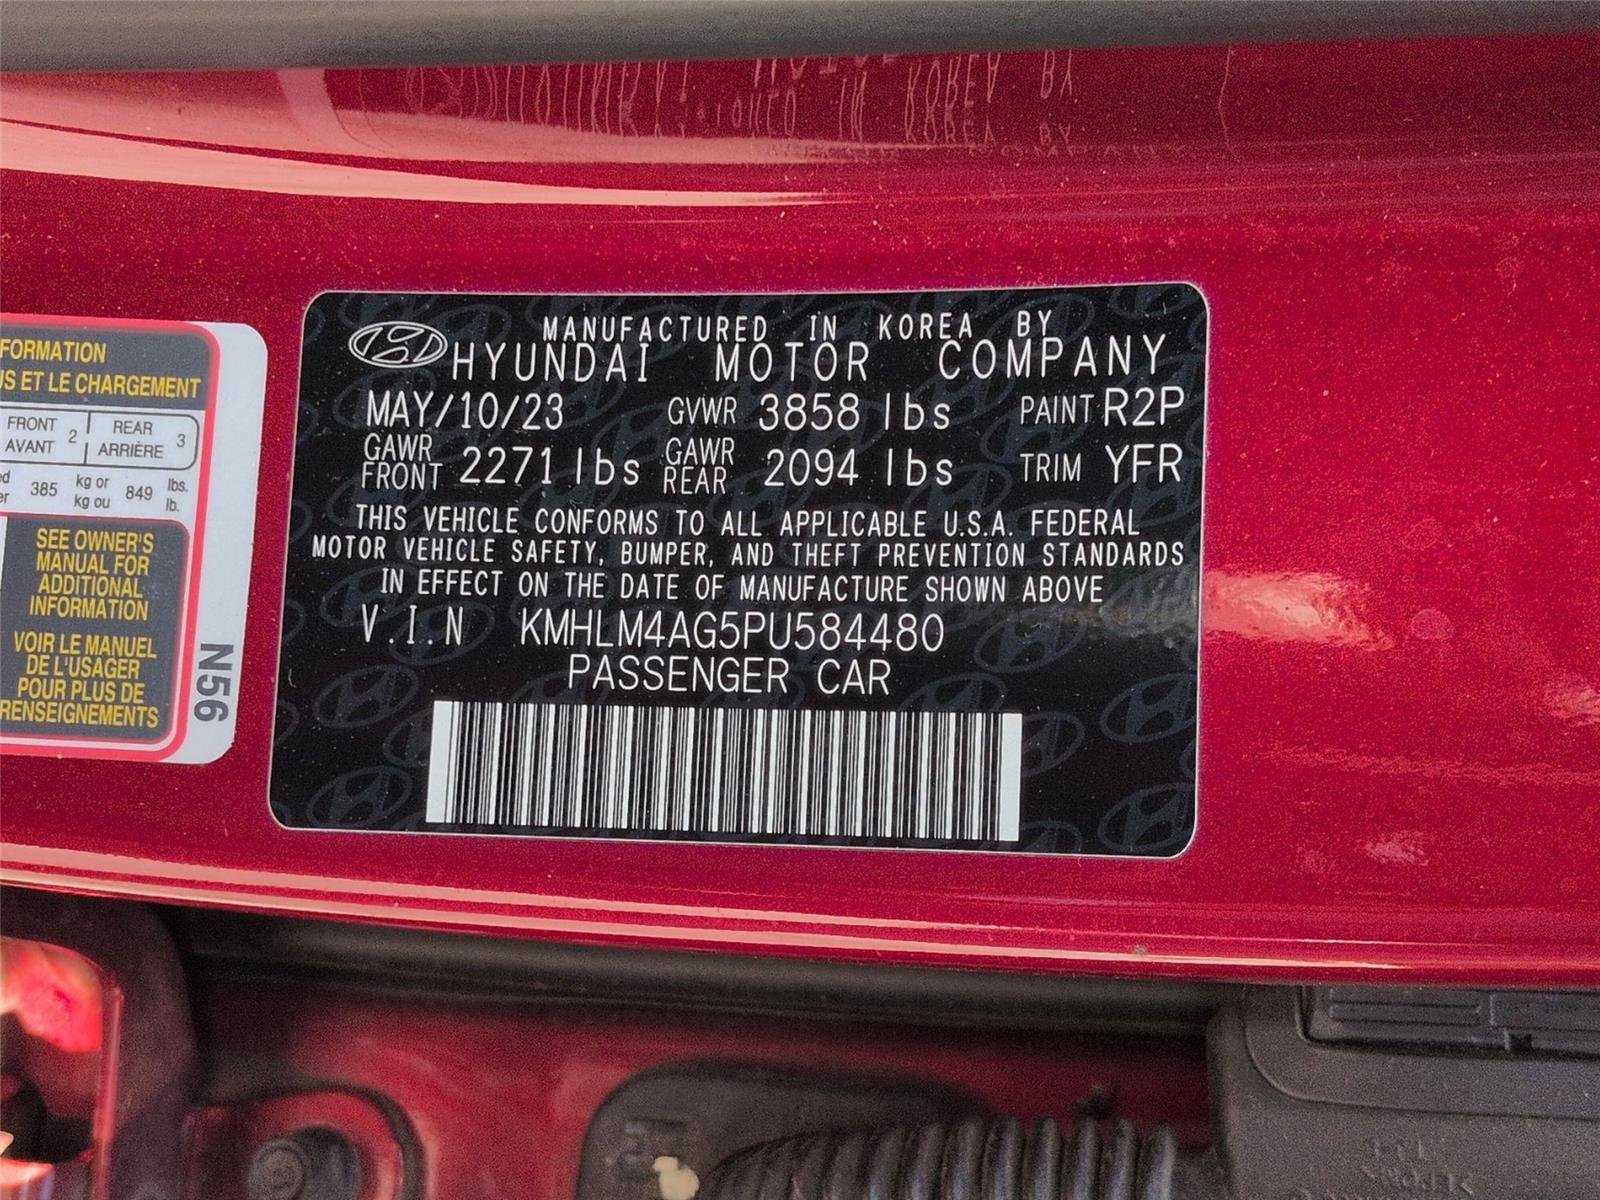 FORMATION
US ET LE CHARGEMENT
FRONT
AVANT 2
REAR
ARRIÈRE 3
385 kg or
kg ou 849 lbs.
lb.
SEE OWNER'S
MANUAL FOR
ADDITIONAL
INFORMATION
VOIR LE MANUEL
DE L'USAGER
POUR PLUS DE
RENSEIGNEMENTS
N56
MANUFACTURED IN KOREA BY
HYUNDAI MOTOR COMPANY
MAY/10/23 GVWR 3858 lbs PAINT R2P
GAWR
FRONT 2271 lbs GAWR
REAR 2094 lbs TRIM YFR
THIS VEHICLE CONFORMS TO ALL APPLICABLE U.S.A. FEDERAL
MOTOR VEHICLE SAFETY, BUMPER, AND THEFT PREVENTION STANDARDS
IN EFFECT ON THE DATE OF MANUFACTURE SHOWN ABOVE
V.I.N KMHLM4AG5PU584480
PASSENGER CAR